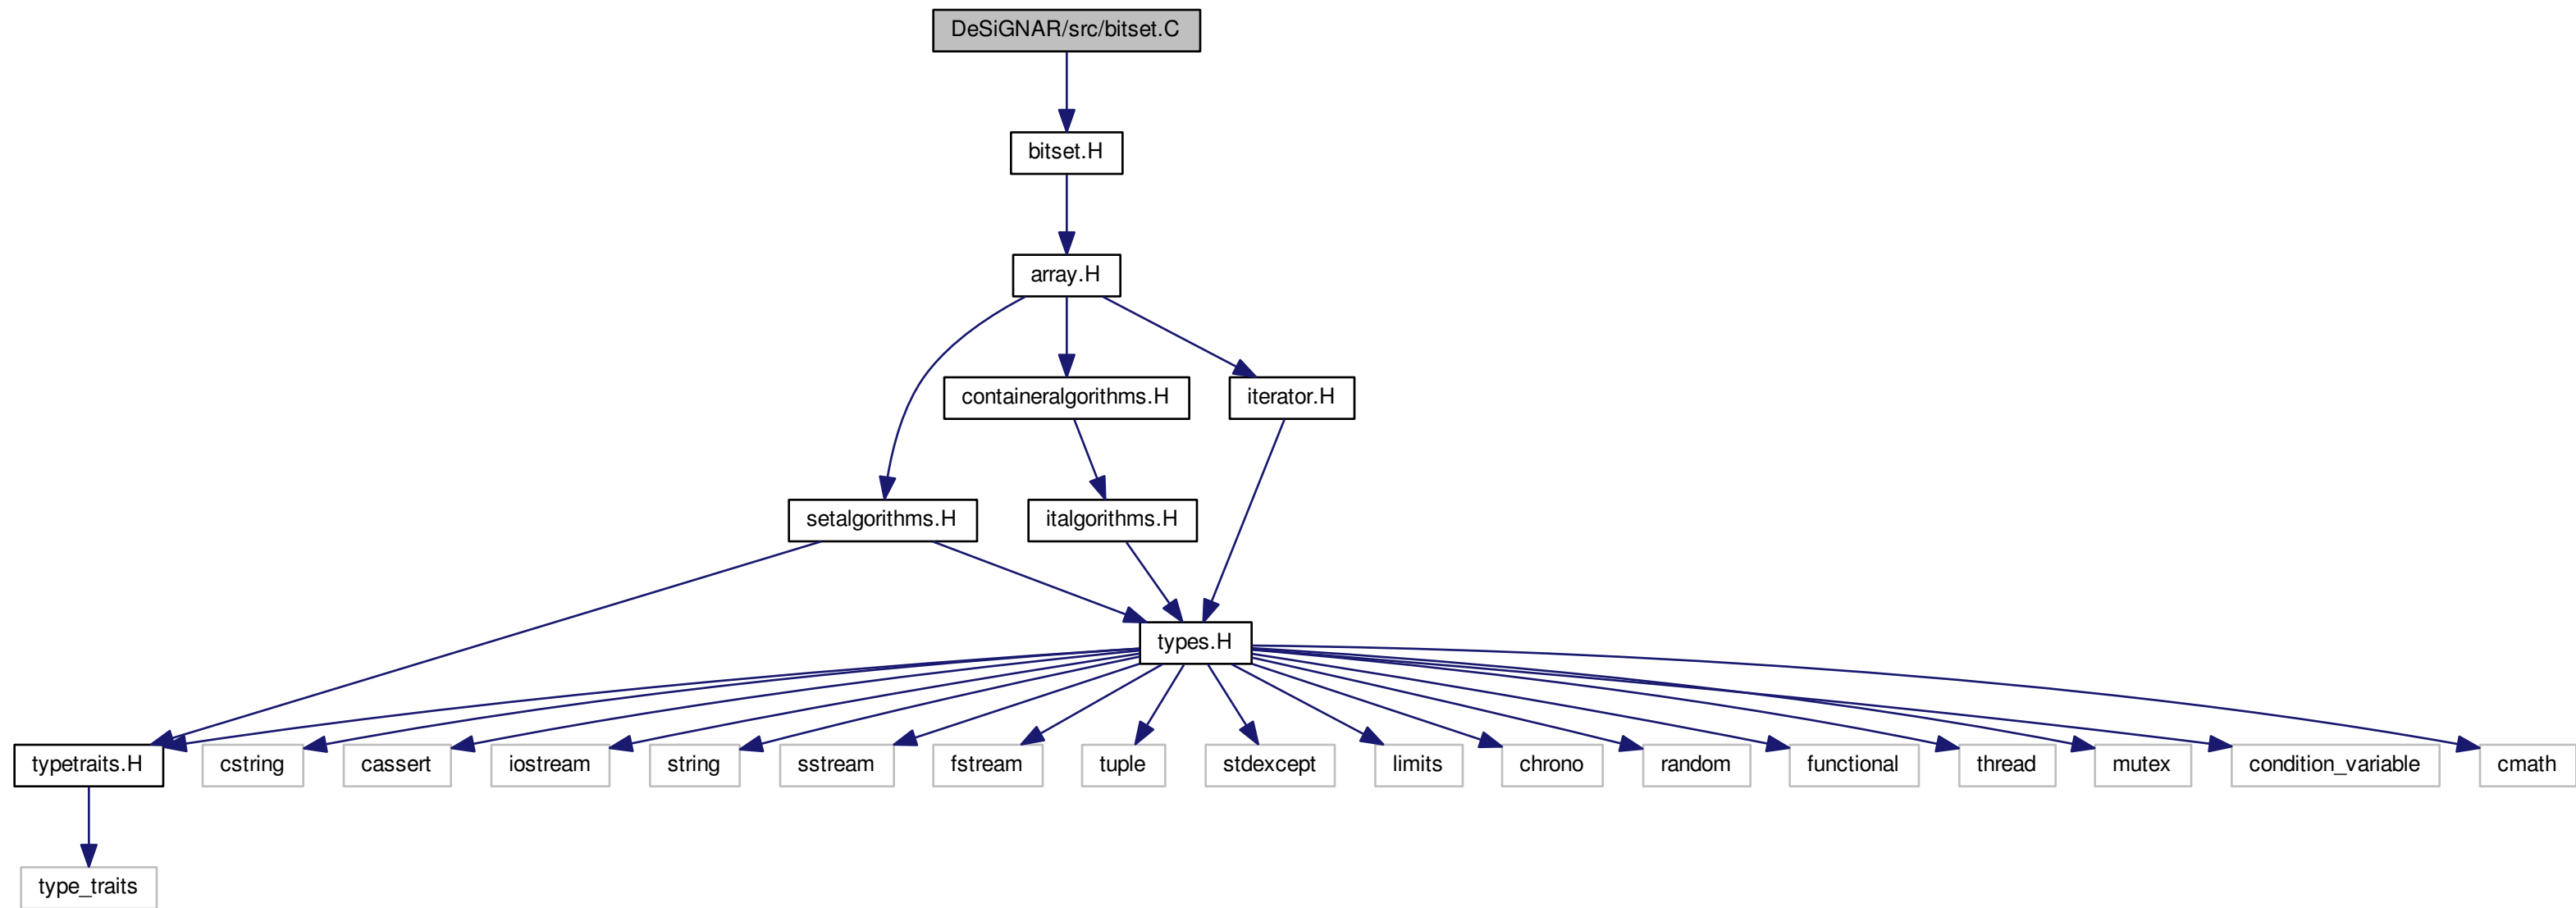 DeSiGNAR/src/bitset.C
bitset.H
array.H
containeralgorithms.H
iterator.H
setalgorithms.H
italgorithms.H
types.H
typetraits.H
cstring
cassert
iostream
string
sstream
fstream
tuple
stdexcept
limits
chrono
random
functional
thread
mutex
condition_variable
cmath
type_traits